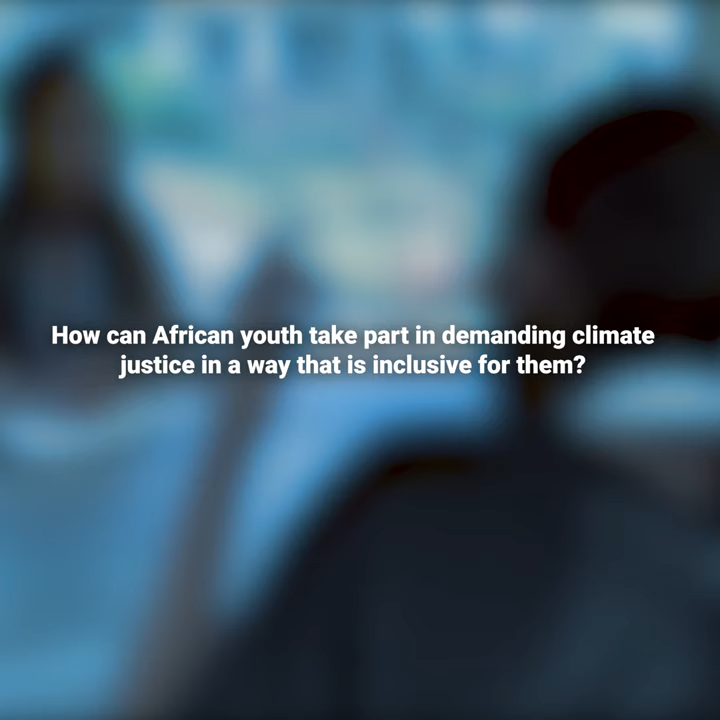 How can African youth take part in demanding climate
justice in a way that is inclusive for them?